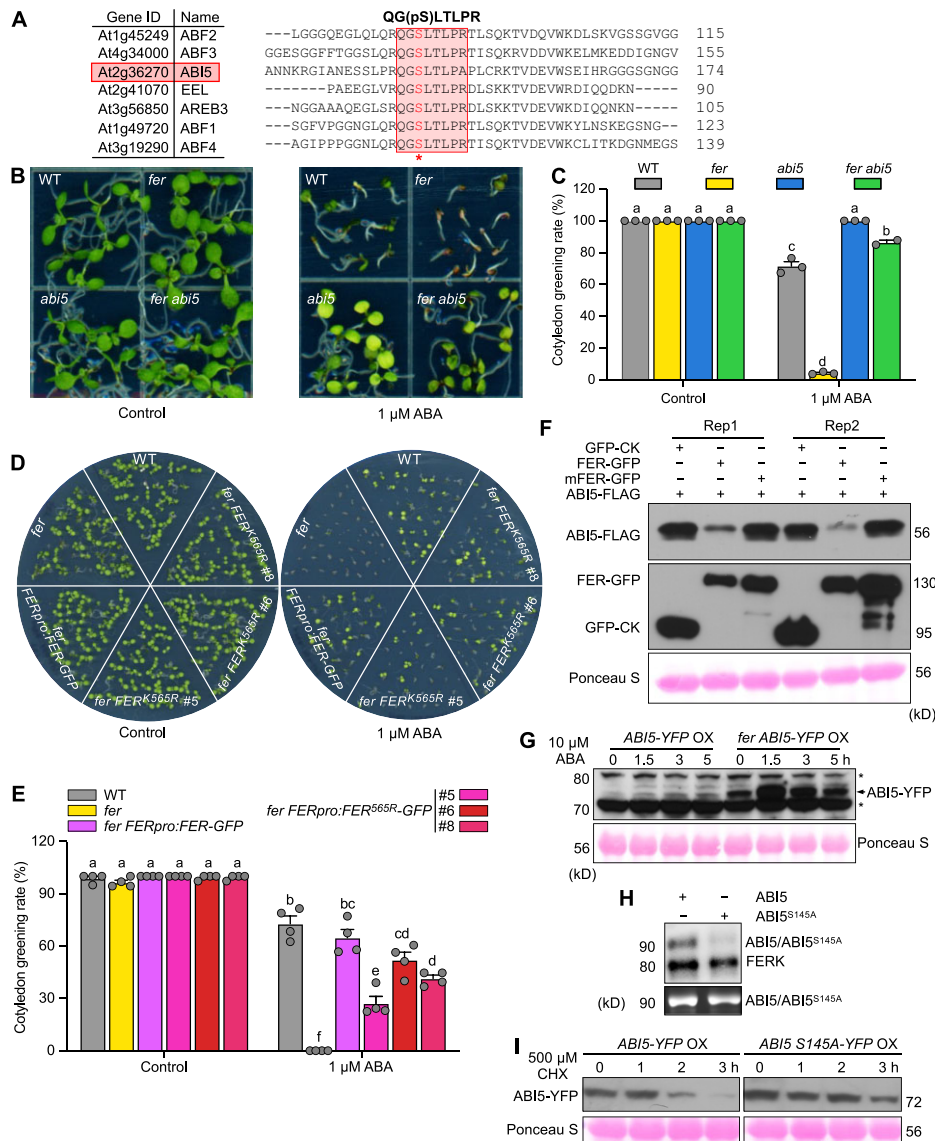 A
Gene ID Name
At1g45249 ABF2
At4g34000 ABF3
At2g36270 ABI5
At2g41070 EEL
At3g56850 AREB3
At1g49720 ABF1
At3g19290 ABF4
QG(pS)LTLPR
---LGGGQEGLQLQRQGSLTLPRTLSQKTVDQVWKDLSKVGSSGVGG 115
GGESGGFFTGGGLQRQGSLTLPRTISQKTVDDVWKELMKEDDIGNGV 155
ANNKRGIANESSLPRQGSLTLPAPLCRKTVDEVWSEIHRGGGSGNGG 174
--------PAEEGLVRQGSLTLPRDLSKKTVDEVWRDIQQDKN---- 90
---NGGAAAQEGLSRQGSLTLPRDLSKKTVDEVWKDIQQNKN----- 105
---SGFVPGGNGLQRQGSLTLPRTLSQKTVDEVWKYLNSKEGSNG-- 123
---AGIPPPGGNLQRQGSLTLPRTISQKTVDEVWKCLITKDGNMEGS 139
*
B
WT fer WT fer
abi5 fer abi5 abi5 fer abi5
Control 1 μM ABA
C
WT fer abi5 fer abi5
Cotyledon greening rate (%)
120
100
80
60
40
20
0
a a a a
c d a b
Control 1 μM ABA
D
WT
fer FER^K565R #8
fer FER^K565R #6
fer FER^K565R #5
fer FERpro:FER-GFP
fer
Control
WT
fer FER^K565R #8
fer FER^K565R #6
fer FER^K565R #5
fer FERpro:FER-GFP
fer
1 μM ABA
E
WT
fer
fer FERpro:FER-GFP
fer FERpro:FER^565R-GFP
#5
#6
#8
Cotyledon greening rate (%)
120
90
60
30
0
a a a a a a
b f bc e cd d
Control 1 μM ABA
F
Rep1 Rep2
GFP-CK + – – + – –
FER-GFP – + – – + –
mFER-GFP – – + – – +
ABI5-FLAG + + + + + +
ABI5-FLAG 56
FER-GFP 130
GFP-CK 95
Ponceau S 56
(kD)
G
10 μM ABA
ABI5-YFP OX fer ABI5-YFP OX
0 1.5 3 5 0 1.5 3 5 h
80 *
ABI5-YFP
70 *
56 Ponceau S
(kD)
H
+ – ABI5
– + ABI5^S145A
90 ABI5/ABI5^S145A
80 FERK
(kD) 90 ABI5/ABI5^S145A
I
500 μM CHX
ABI5-YFP OX ABI5 S145A-YFP OX
0 1 2 3 h 0 1 2 3 h
ABI5-YFP 72
Ponceau S 56